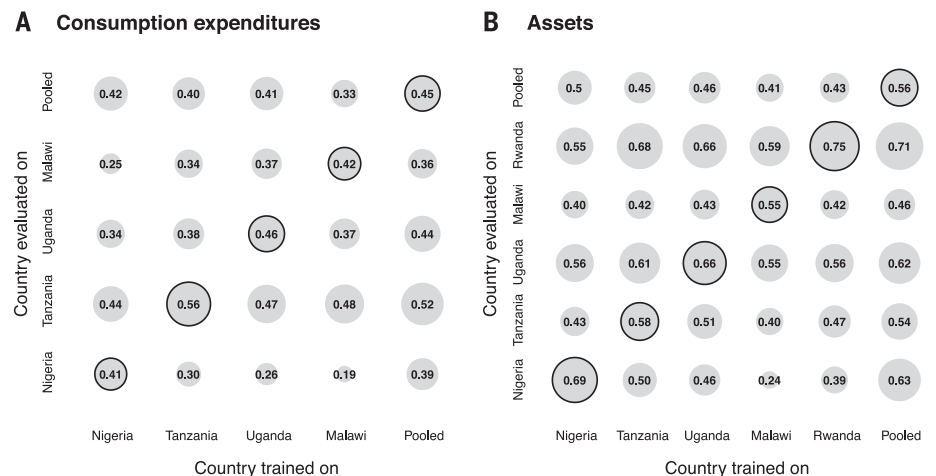 A Consumption expenditures
Country evaluated on
Pooled 0.42 0.40 0.41 0.33 0.45
Malawi 0.25 0.34 0.37 0.42 0.36
Uganda 0.34 0.38 0.46 0.37 0.44
Tanzania 0.44 0.56 0.47 0.48 0.52
Nigeria 0.41 0.30 0.26 0.19 0.39
Nigeria Tanzania Uganda Malawi Pooled
Country trained on
B Assets
Country evaluated on
Pooled 0.5 0.45 0.46 0.41 0.43 0.56
Rwanda 0.55 0.68 0.66 0.59 0.75 0.71
Malawi 0.40 0.42 0.43 0.55 0.42 0.46
Uganda 0.56 0.61 0.66 0.55 0.56 0.62
Tanzania 0.43 0.58 0.51 0.40 0.47 0.54
Nigeria 0.69 0.50 0.46 0.24 0.39 0.63
Nigeria Tanzania Uganda Malawi Rwanda Pooled
Country trained on